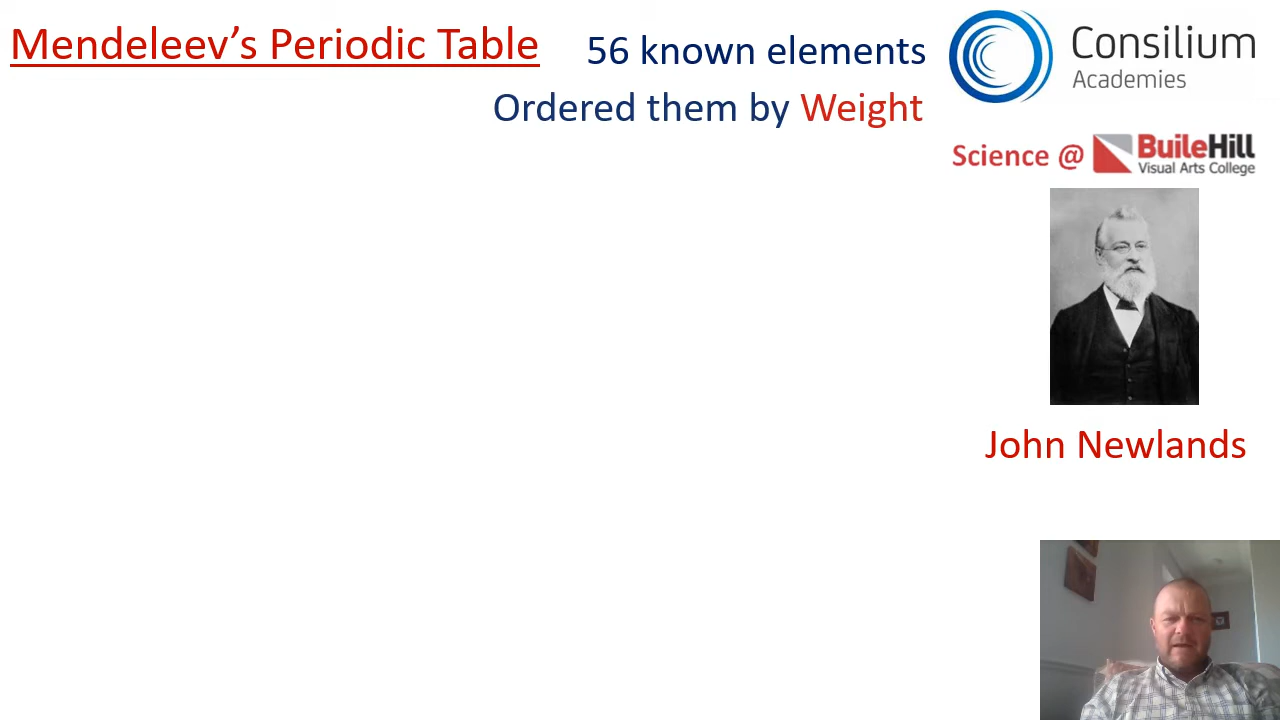 Mendeleev's Periodic Table
56 known elements
Ordered them by Weight
Consilium
Academies
Science @ BuileHill
Visual Arts College
John Newlands